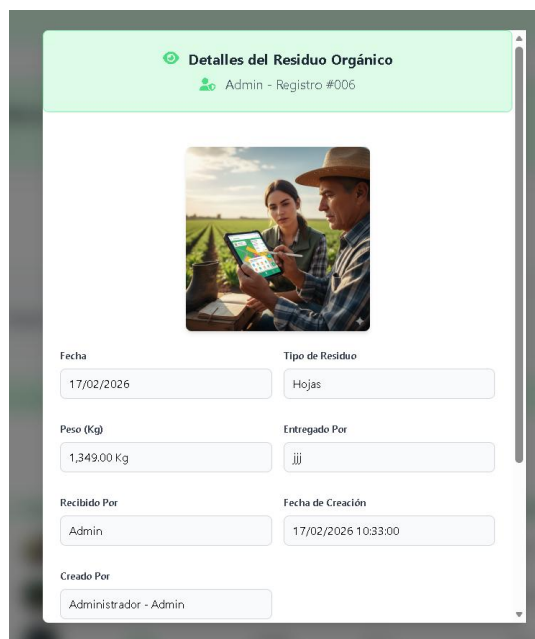 Detalles del Residuo Orgánico
Admin - Registro #006
Fecha
Tipo de Residuo
17/02/2026
Hojas
Peso (Kg)
Entregado Por
1,349.00 Kg
jjj
Recibido Por
Fecha de Creación
Admin
17/02/2026 10:33:00
Creado Por
Administrador - Admin